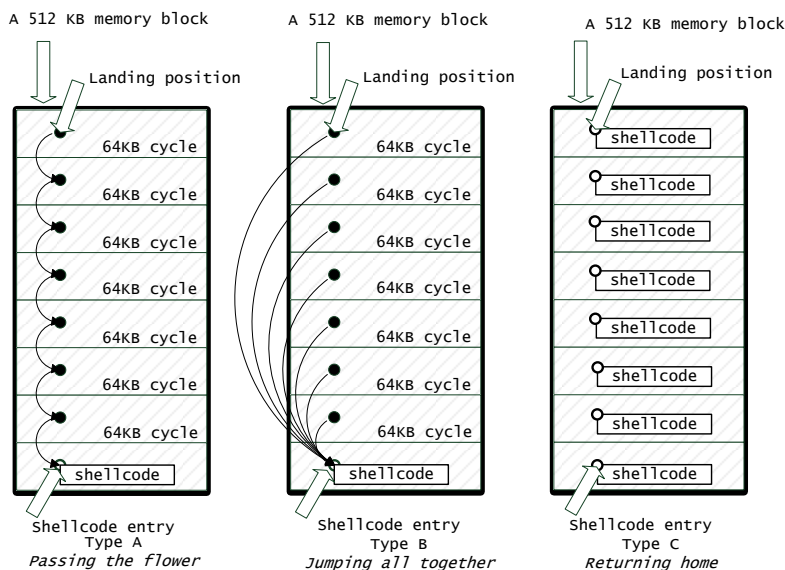 A 512 KB memory block
Landing position
64KB cycle
64KB cycle
64KB cycle
64KB cycle
64KB cycle
64KB cycle
64KB cycle
shellcode
Shellcode entry
Type A
Passing the flower
A 512 KB memory block
Landing position
64KB cycle
64KB cycle
64KB cycle
64KB cycle
64KB cycle
64KB cycle
64KB cycle
shellcode
Shellcode entry
Type B
Jumping all together
A 512 KB memory block
Landing position
shellcode
shellcode
shellcode
shellcode
shellcode
shellcode
shellcode
shellcode
Shellcode entry
Type C
Returning home